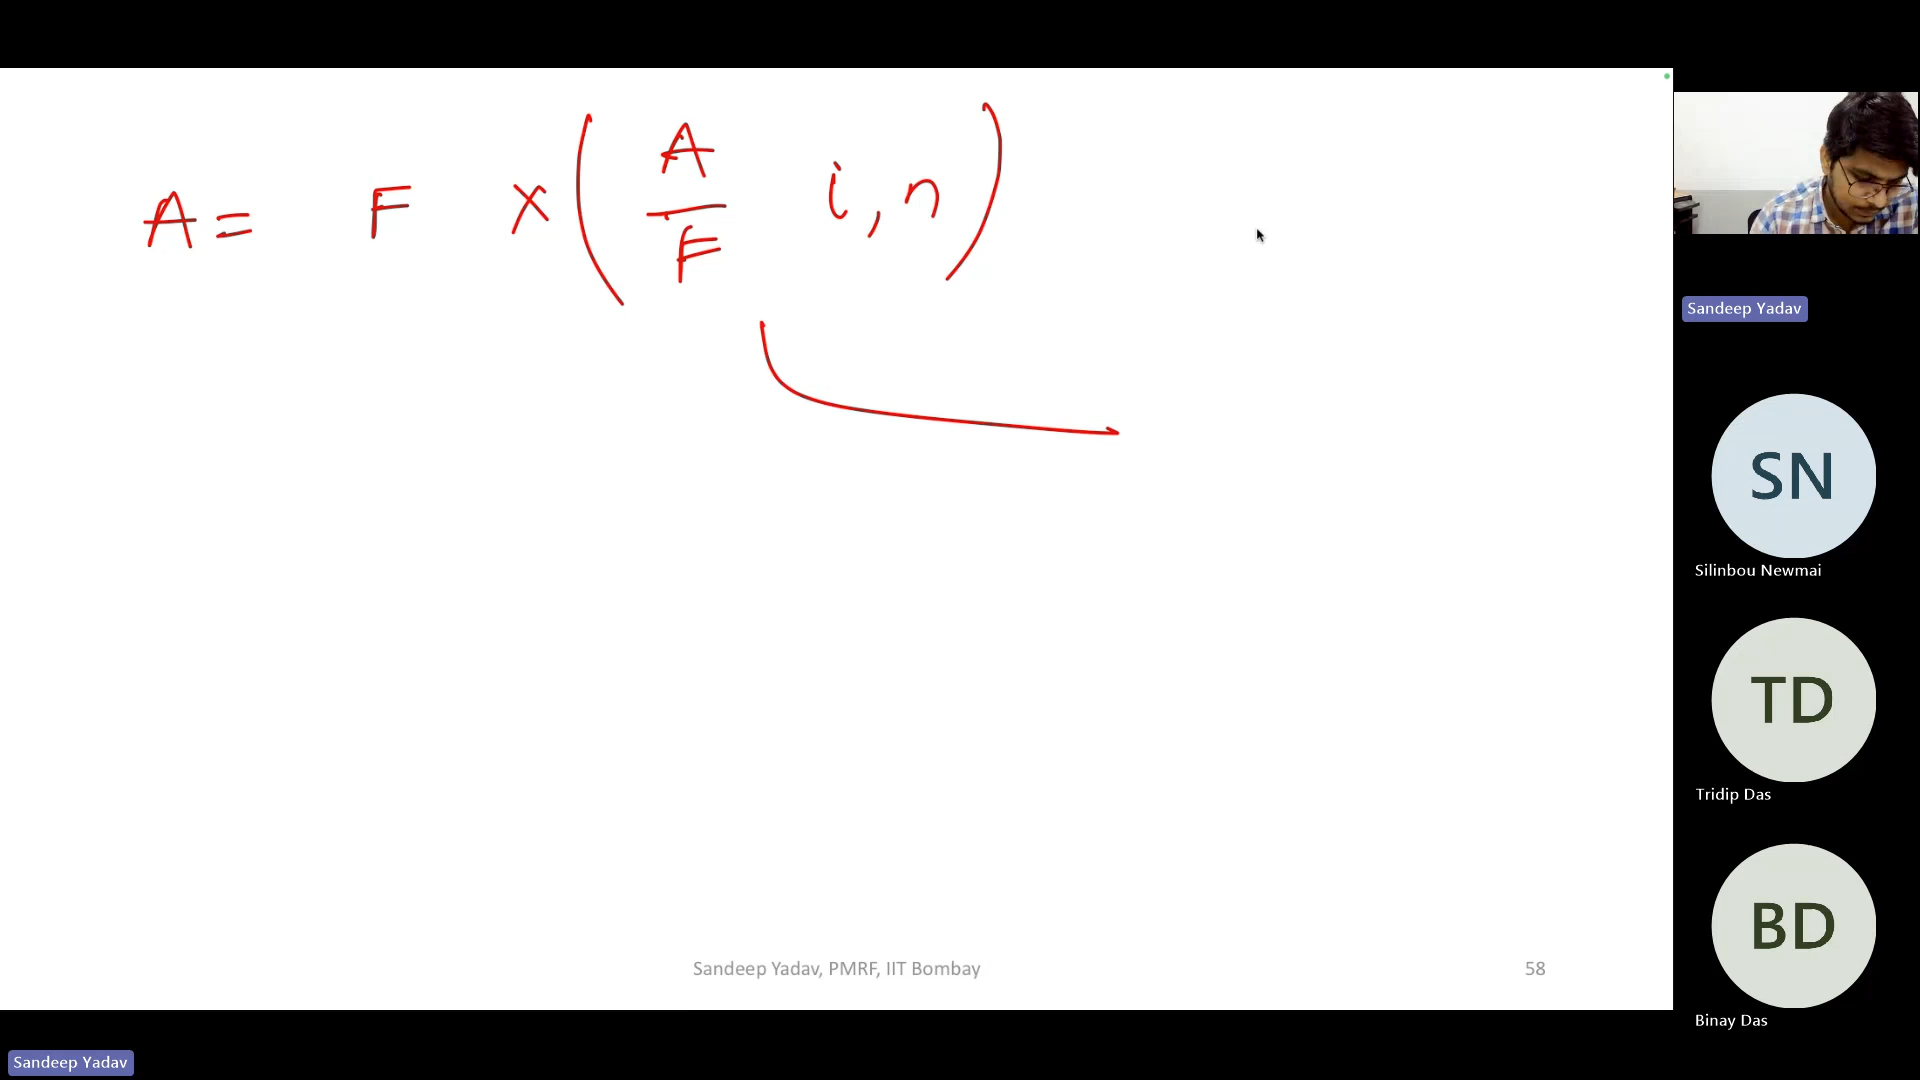 A = F × ( A/F i, n )
Sandeep Yadav
SN
Silinbou Newmai
TD
Tridip Das
BD
Binay Das
Sandeep Yadav, PMRF, IIT Bombay 58
Sandeep Yadav